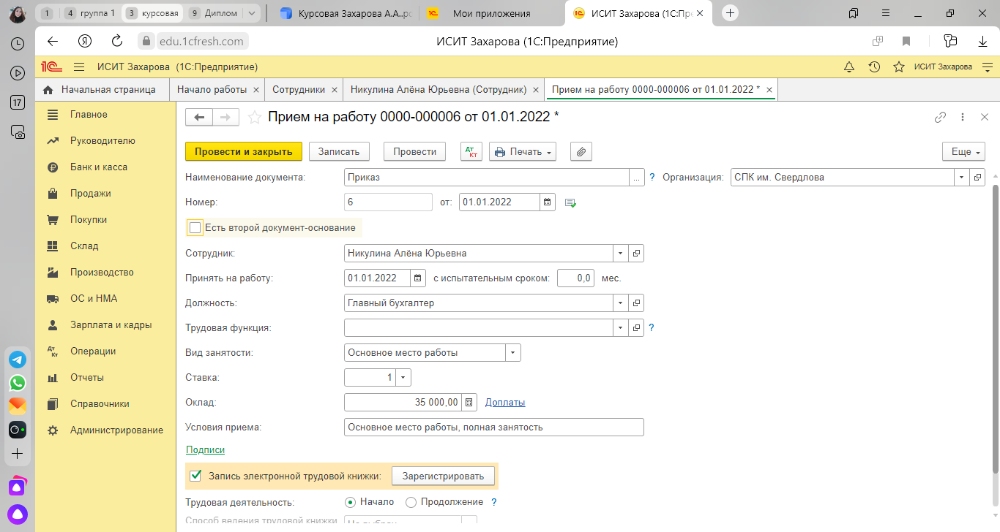 1 4 группа 1 3 курсовая 9 Диплом Курсовая Захарова А.А..рс Мои приложения 1С ИСИТ Захарова (1С:Пре
edu.1cfresh.com ИСИТ Захарова (1С:Предприятие)
1С ИСИТ Захарова (1С:Предприятие) ИСИТ Захарова
17
Начальная страница Начало работы × Сотрудники × Никулина Алёна Юрьевна (Сотрудник) × Прием на работу 0000-000006 от 01.01.2022 * ×
Главное
Руководителю
Банк и касса
Продажи
Покупки
Склад
Производство
ОС и НМА
Зарплата и кадры
Операции
Отчеты
Справочники
Администрирование
Прием на работу 0000-000006 от 01.01.2022 *
Провести и закрыть Записать Провести Дт Кт Печать Еще
Наименование документа: Приказ ... ? Организация: СПК им. Свердлова
Номер: 6 от: 01.01.2022
Есть второй документ-основание
Сотрудник: Никулина Алёна Юрьевна
Принять на работу: 01.01.2022 с испытательным сроком: 0,0 мес.
Должность: Главный бухгалтер
Трудовая функция: ?
Вид занятости: Основное место работы
Ставка: 1
Оклад: 35 000,00 Доплаты
Условия приема: Основное место работы, полная занятость
Подписи
Запись электронной трудовой книжки: Зарегистрировать
Трудовая деятельность: Начало Продолжение ?
Способ ведения трудовой книжки